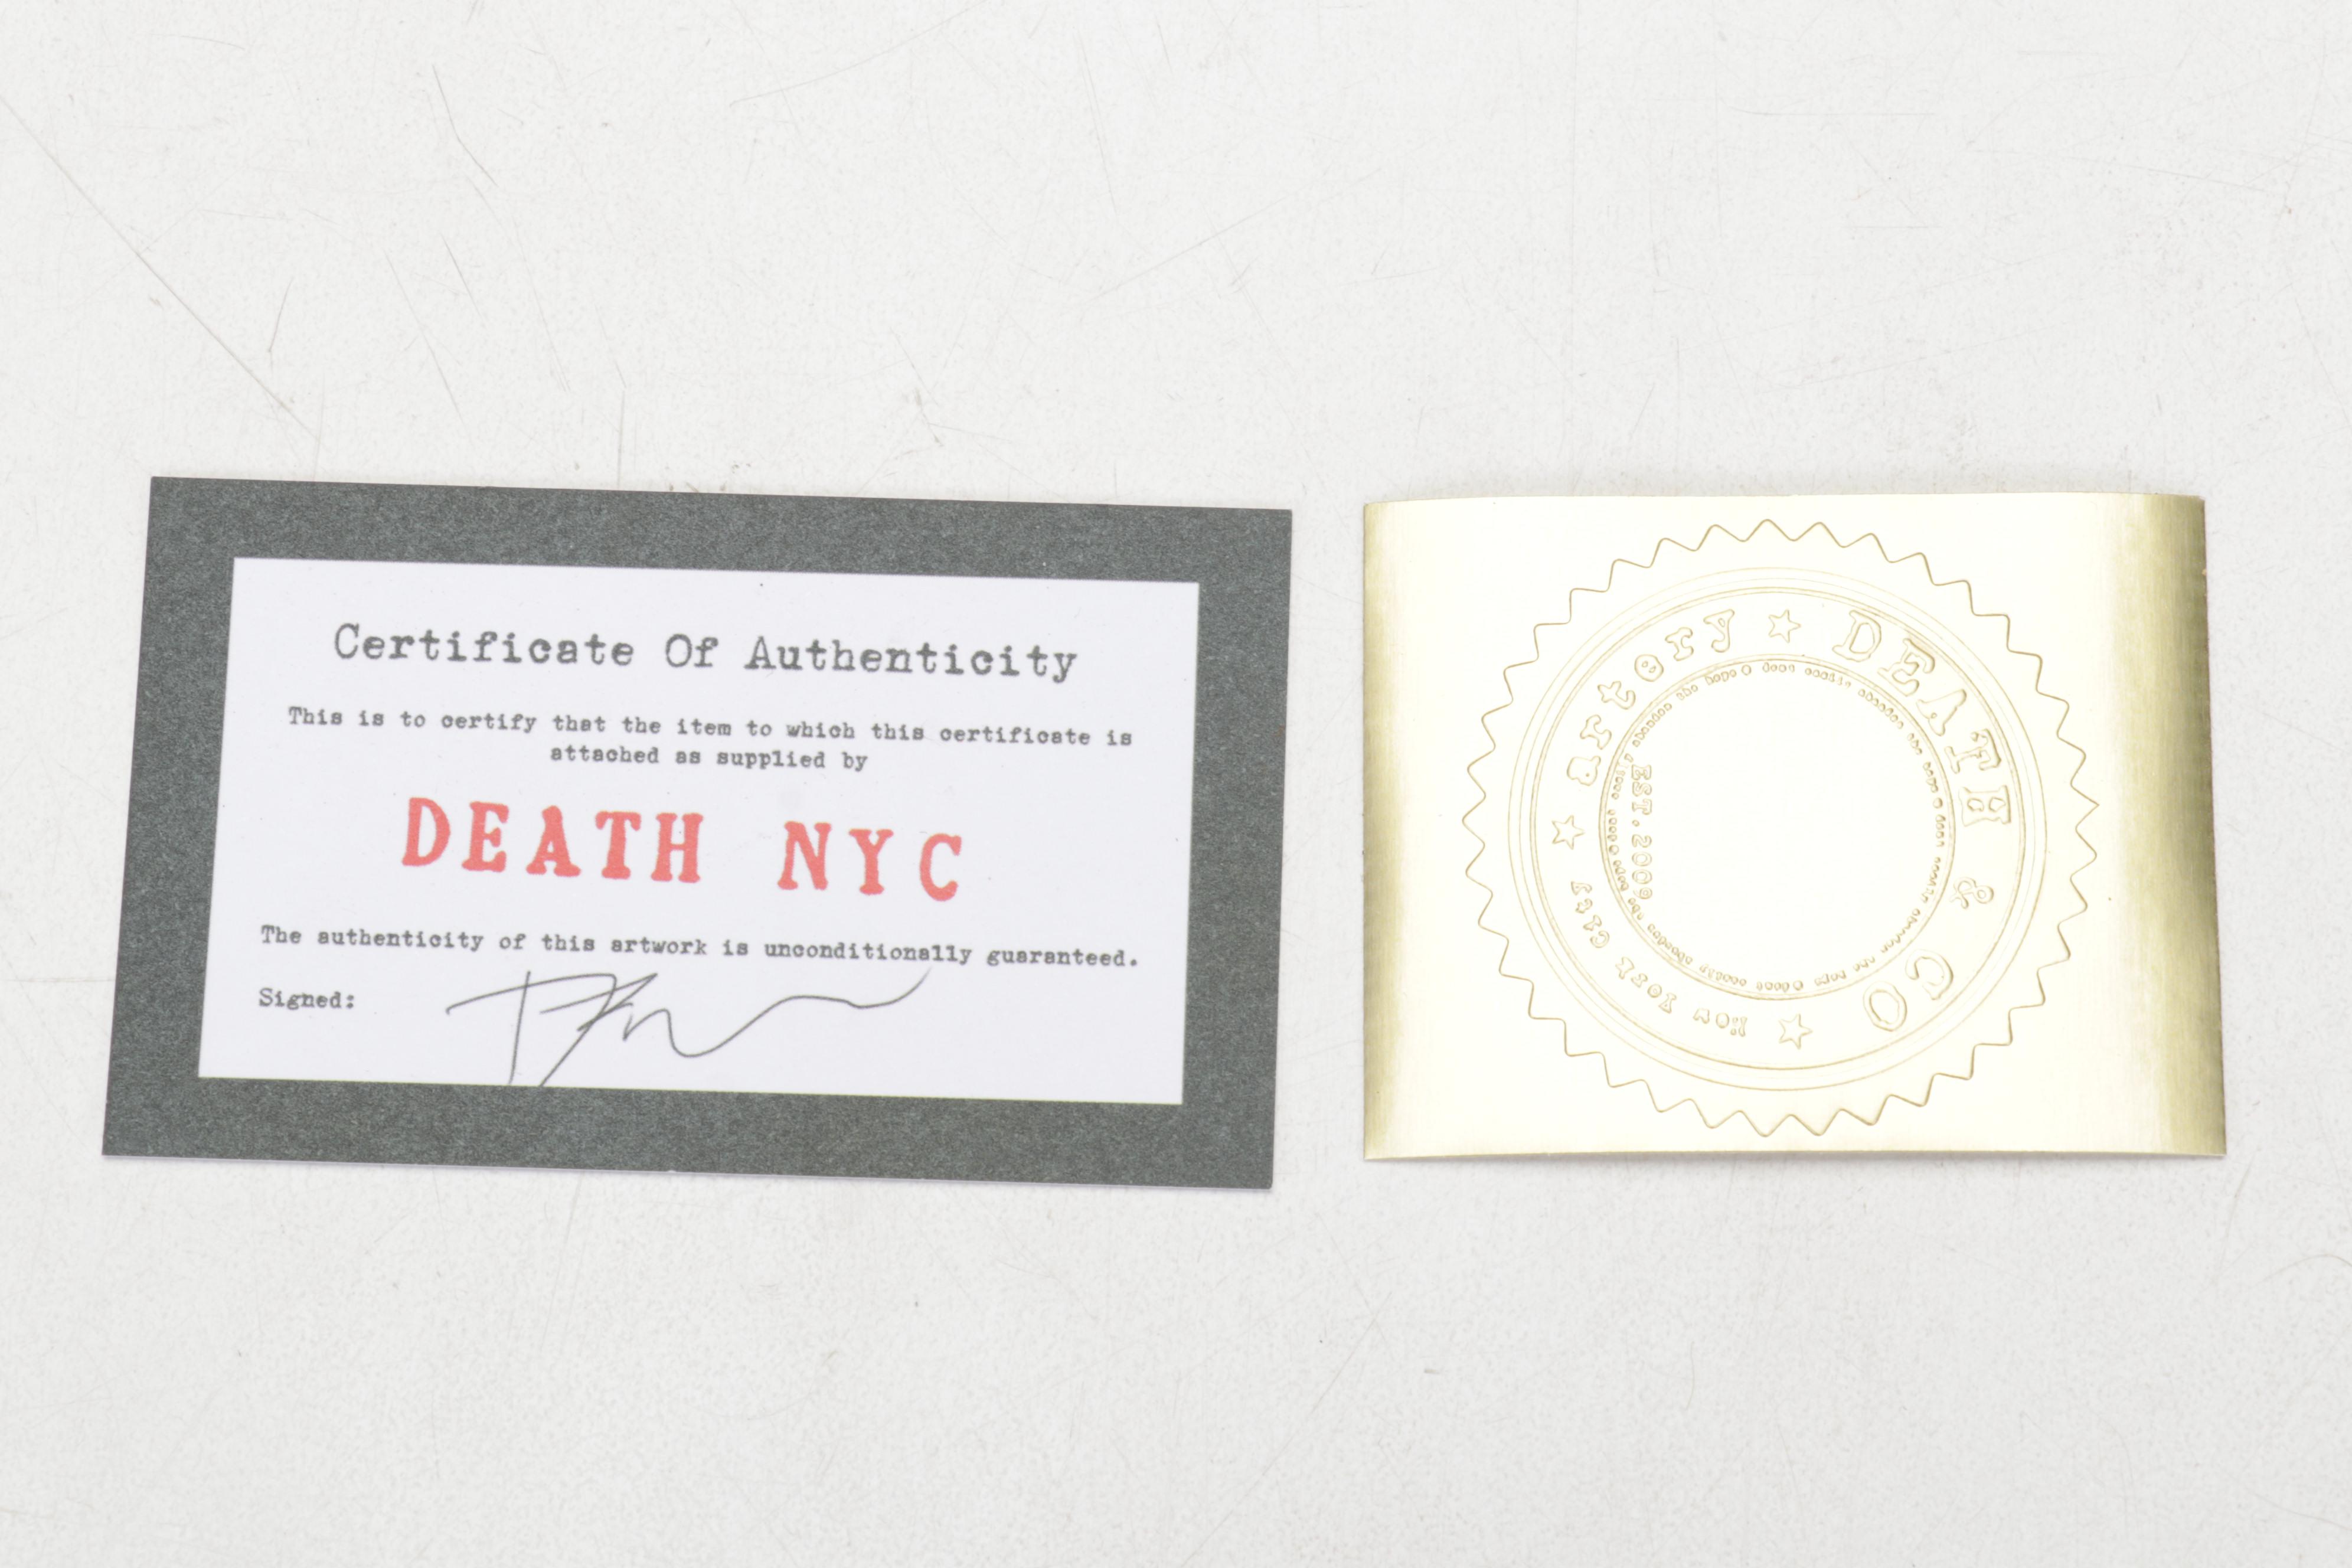 Certificate Of Authenticity
This is to certify that the item to which this certificate is
attached as supplied by
DEATH NYC
The authenticity of this artwork is unconditionally guaranteed.
Signed:
artery ★ DEATH & CO ★ New York City ★
EST. 2009